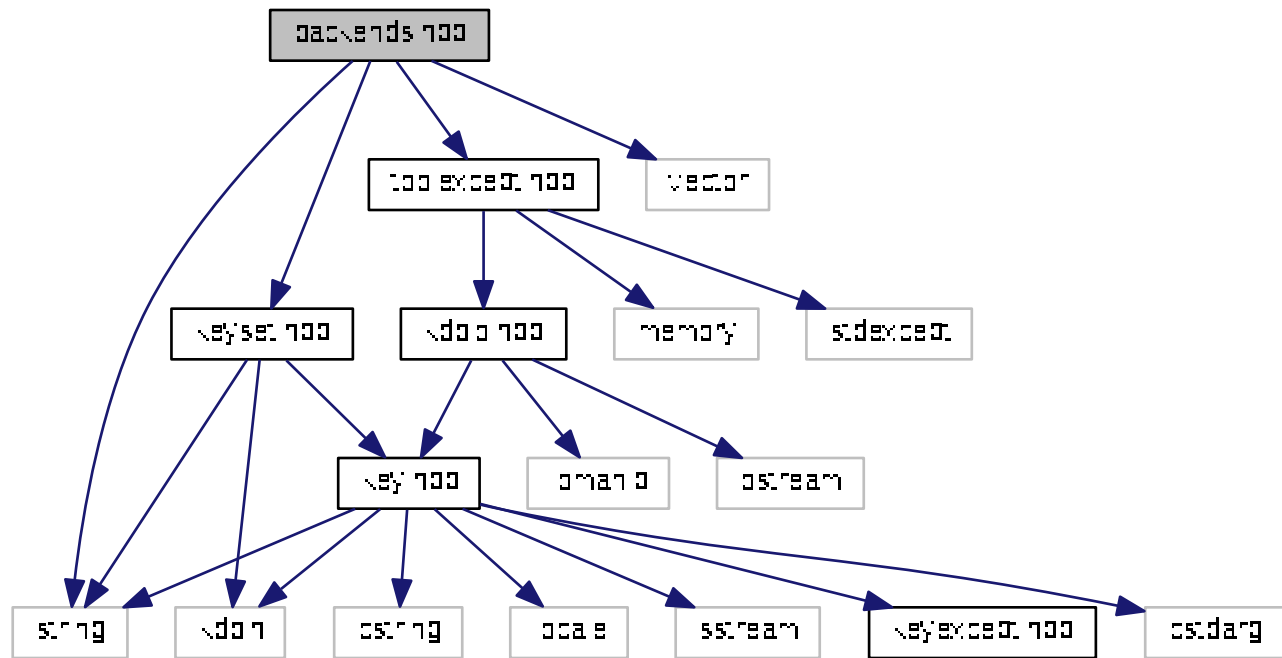 backends.hpp
toolexcept.hpp
vector
keyset.hpp
kdbio.hpp
memory
stdexcept
key.hpp
iomanip
ostream
string
kdb.h
cstring
locale
sstream
keyexcept.hpp
cstdarg